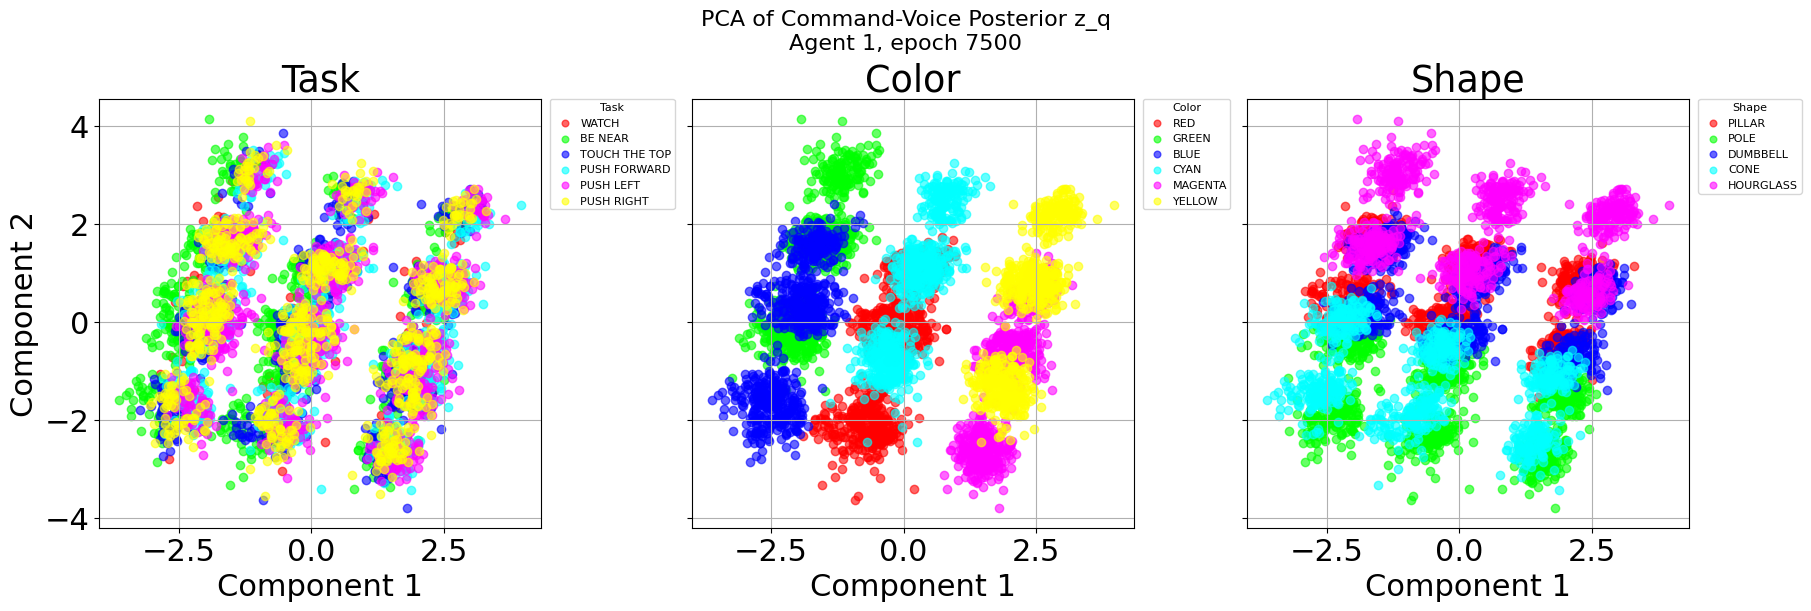 PCA of Command-Voice Posterior z_q
Agent 1, epoch 7500
Task
Color
Shape
Task
WATCH
BE NEAR
TOUCH THE TOP
PUSH FORWARD
PUSH LEFT
PUSH RIGHT
Color
RED
GREEN
BLUE
CYAN
MAGENTA
YELLOW
Shape
PILLAR
POLE
DUMBBELL
CONE
HOURGLASS
Component 2
4
2
0
−2
−4
−2.5 0.0 2.5
−2.5 0.0 2.5
−2.5 0.0 2.5
Component 1
Component 1
Component 1